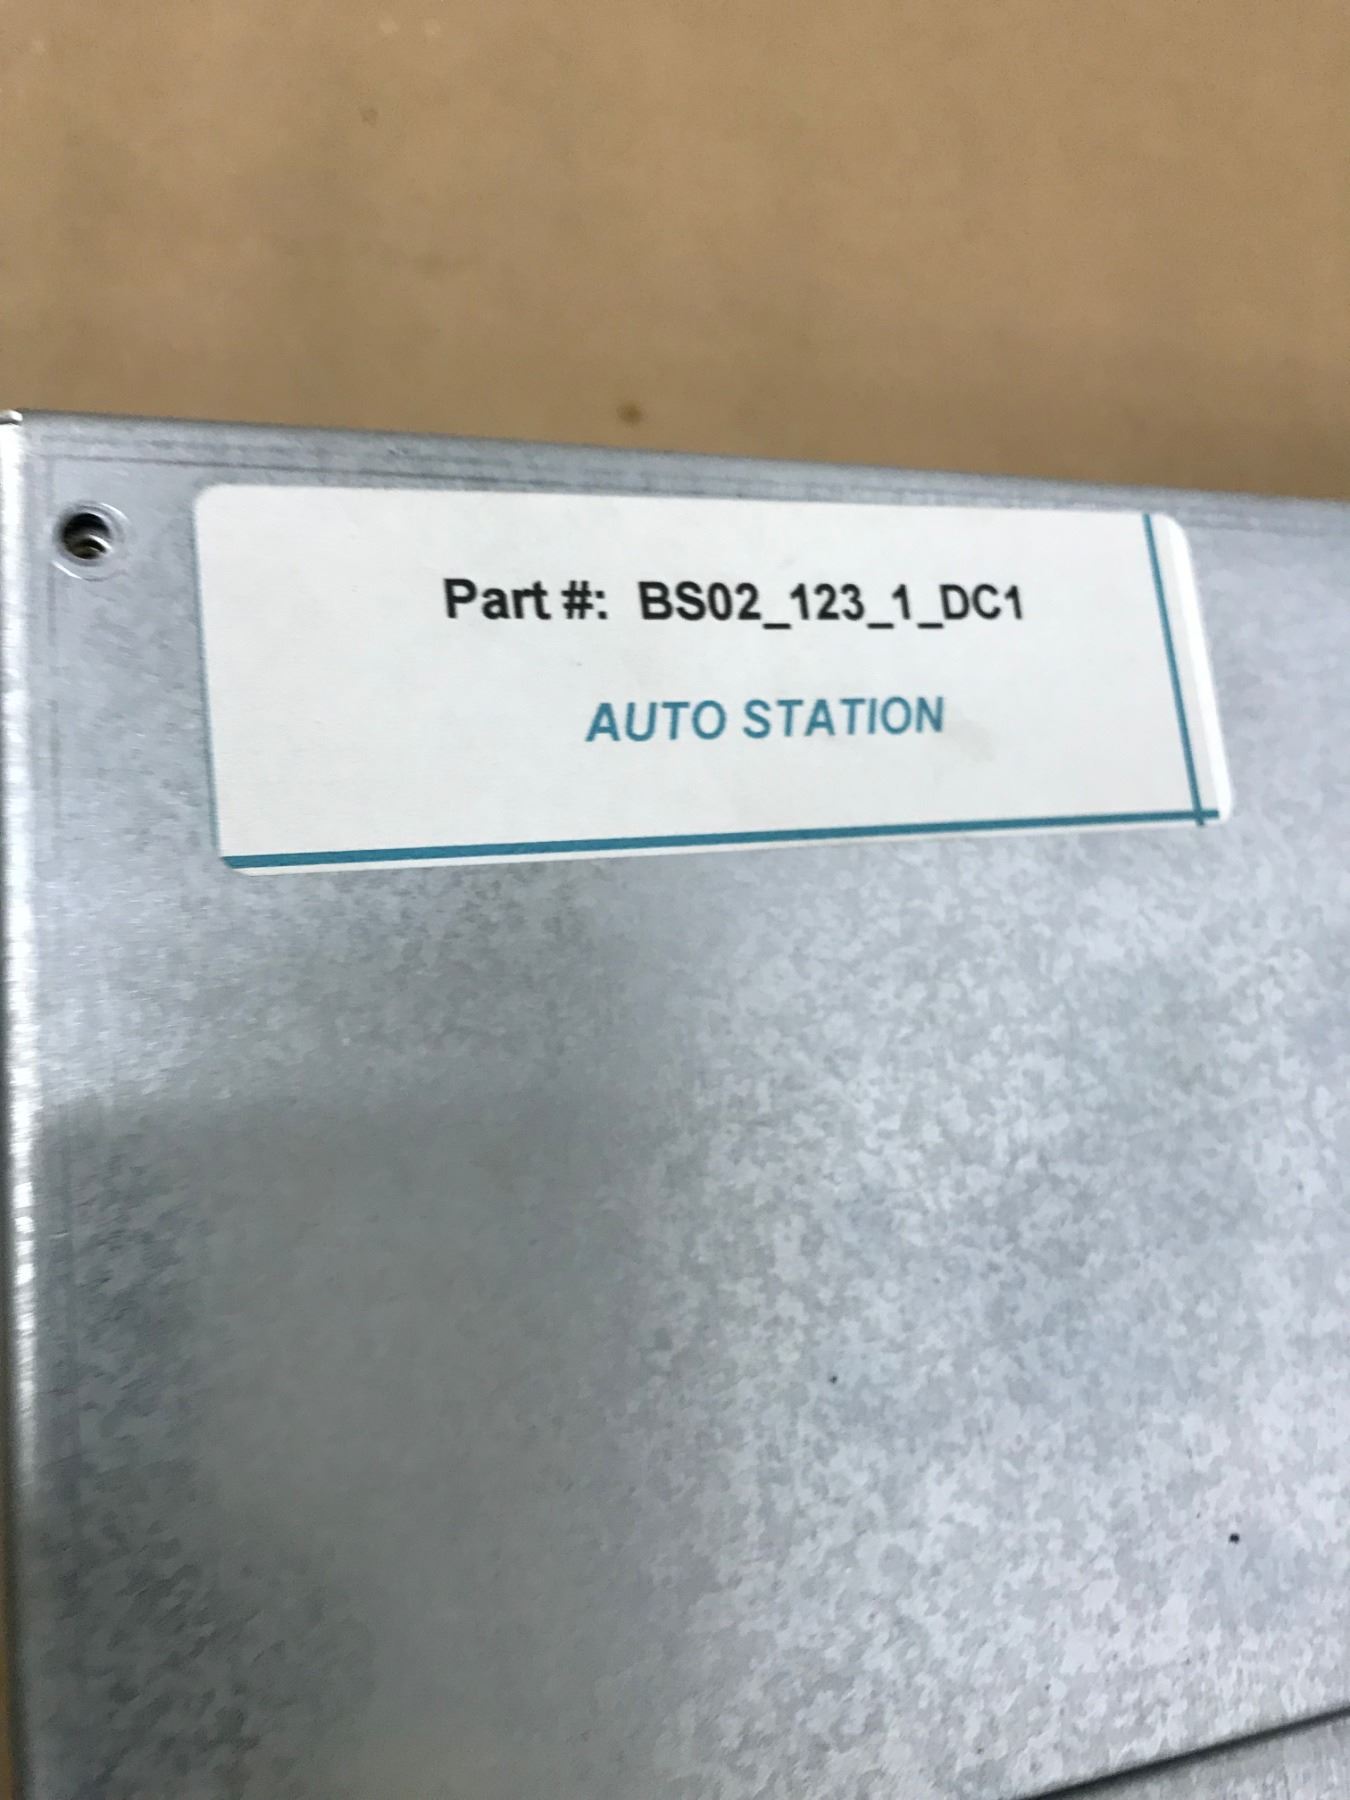 Part #: BS02_123_1_DC1
AUTO STATION